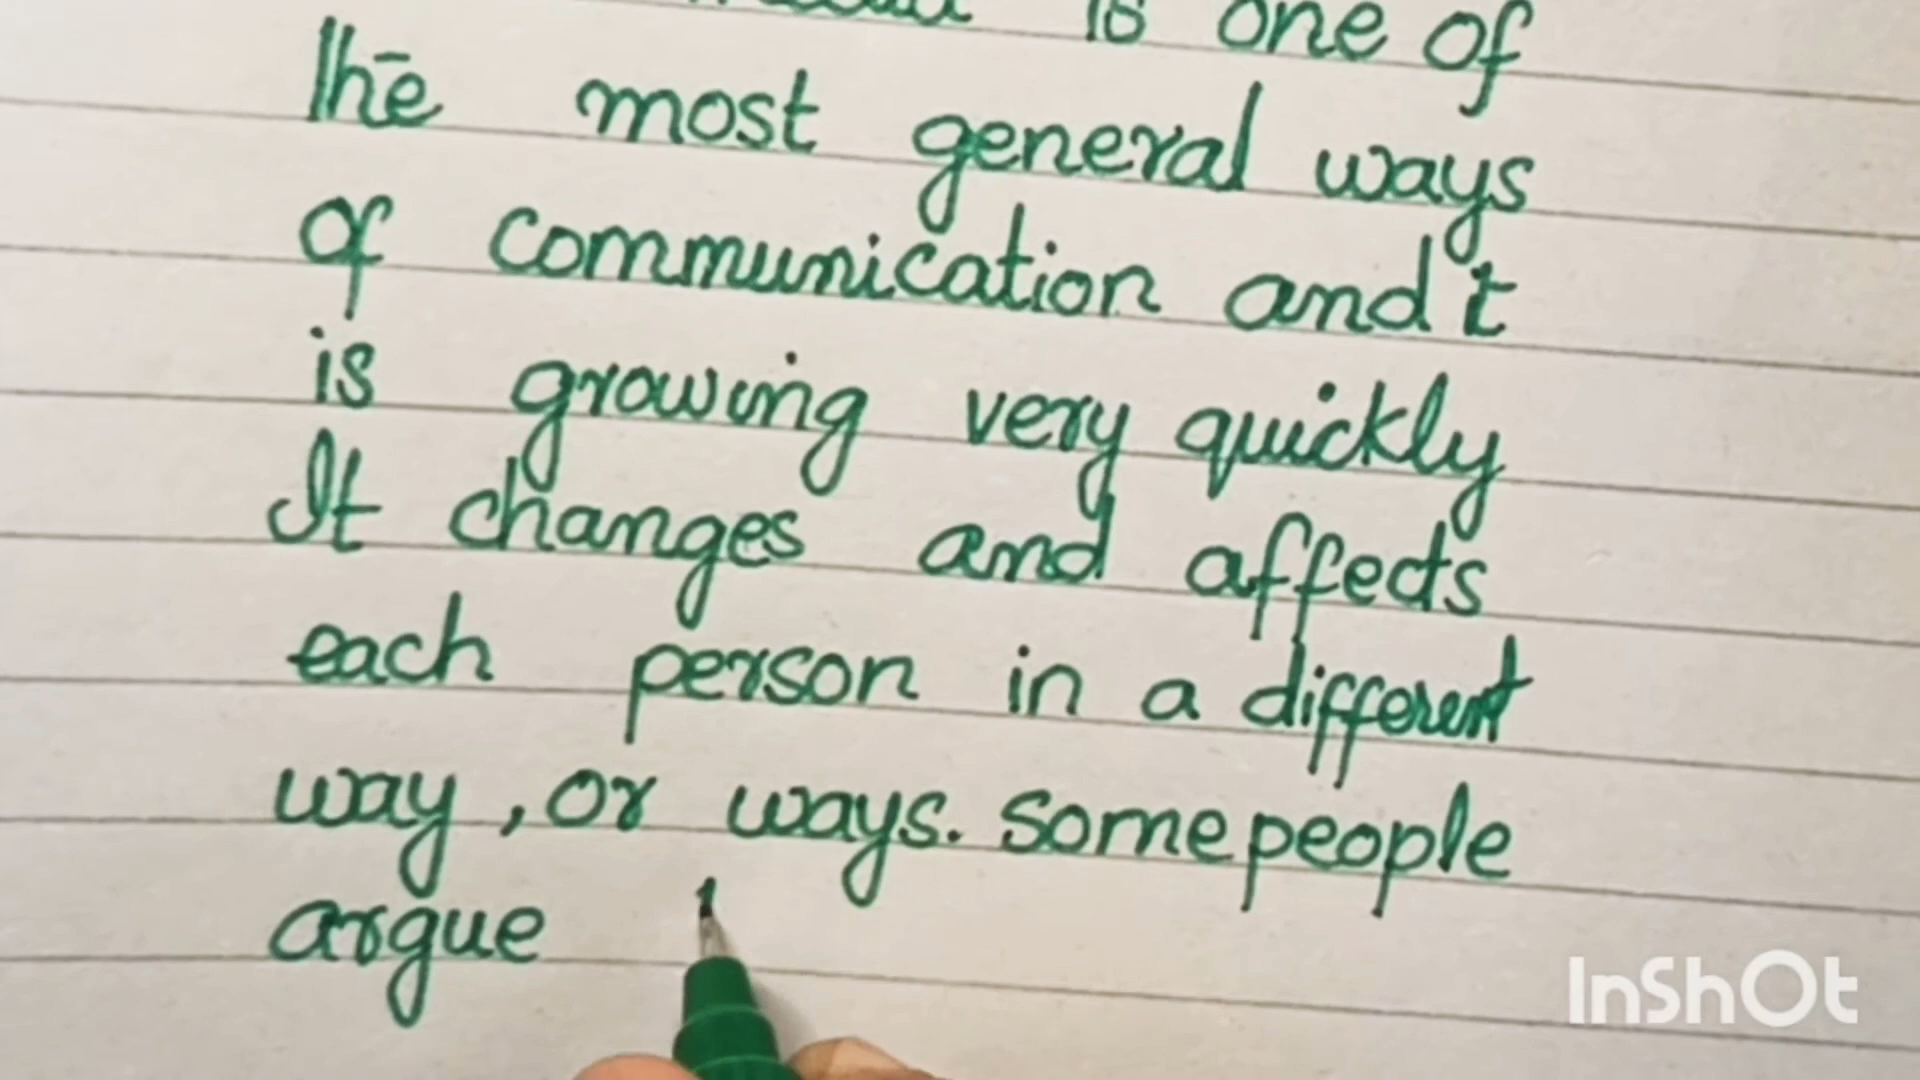 is one of
the most general ways
of communication and t
is growing very quickly
It changes and affects
each person in a different
way, or ways. some people
argue
InShOt